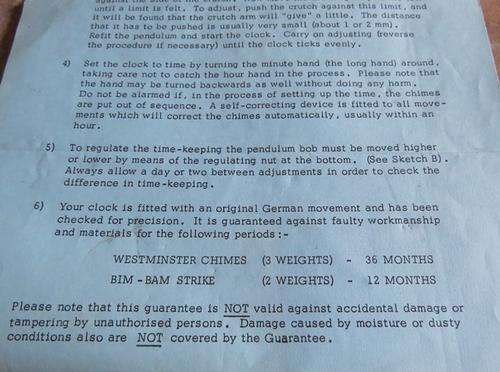 until a limit is felt. To adjust, push the crutch against this limit, and
it will be found that the crutch arm will "give" a little. The distance
that it has to be pushed is usually very small (about 1 or 2 mm).
Refit the pendulum and start the clock. Carry on adjusting (reverse
the procedure if necessary) until the clock ticks evenly.
4) Set the clock to time by turning the minute hand (the long hand) around,
taking care not to catch the hour hand in the process. Please note that
the hand may be turned backwards as well without doing any harm.
Do not be alarmed if, in the process of setting up the time, the chimes
are put out of sequence. A self-correcting device is fitted to all move-
ments which will correct the chimes automatically, usually within an
hour.
5) To regulate the time-keeping the pendulum bob must be moved higher
or lower by means of the regulating nut at the bottom. (See Sketch B).
Always allow a day or two between adjustments in order to check the
difference in time-keeping.
6) Your clock is fitted with an original German movement and has been
checked for precision. It is guaranteed against faulty workmanship
and materials for the following periods :-
WESTMINSTER CHIMES (3 WEIGHTS) - 36 MONTHS
BIM - BAM STRIKE (2 WEIGHTS) - 12 MONTHS
Please note that this guarantee is NOT valid against accidental damage or
tampering by unauthorised persons. Damage caused by moisture or dusty
conditions also are NOT covered by the Guarantee.